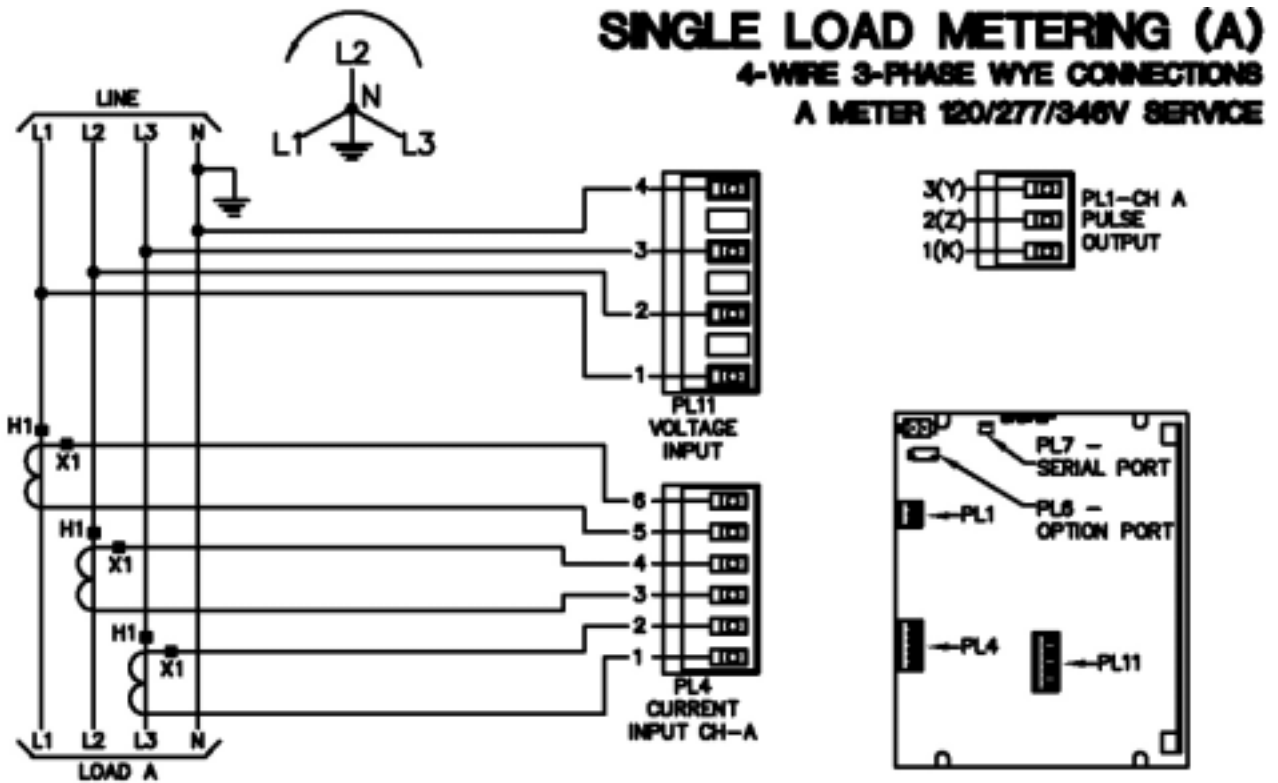 SINGLE LOAD METERING (A)
4-WIRE 3-PHASE WYE CONNECTIONS
A METER 120/277/346V SERVICE
L2
N
L1
L3
LINE
L1 L2 L3 N
4
3
2
1
PL11
VOLTAGE
INPUT
3(Y)
2(Z)
1(K)
PL1-CH A
PULSE
OUTPUT
H1
X1
H1
X1
H1
X1
6
5
4
3
2
1
PL4
CURRENT
INPUT CH-A
L1 L2 L3 N
LOAD A
PL7 -
SERIAL PORT
PL6 -
OPTION PORT
PL1
PL4
PL11